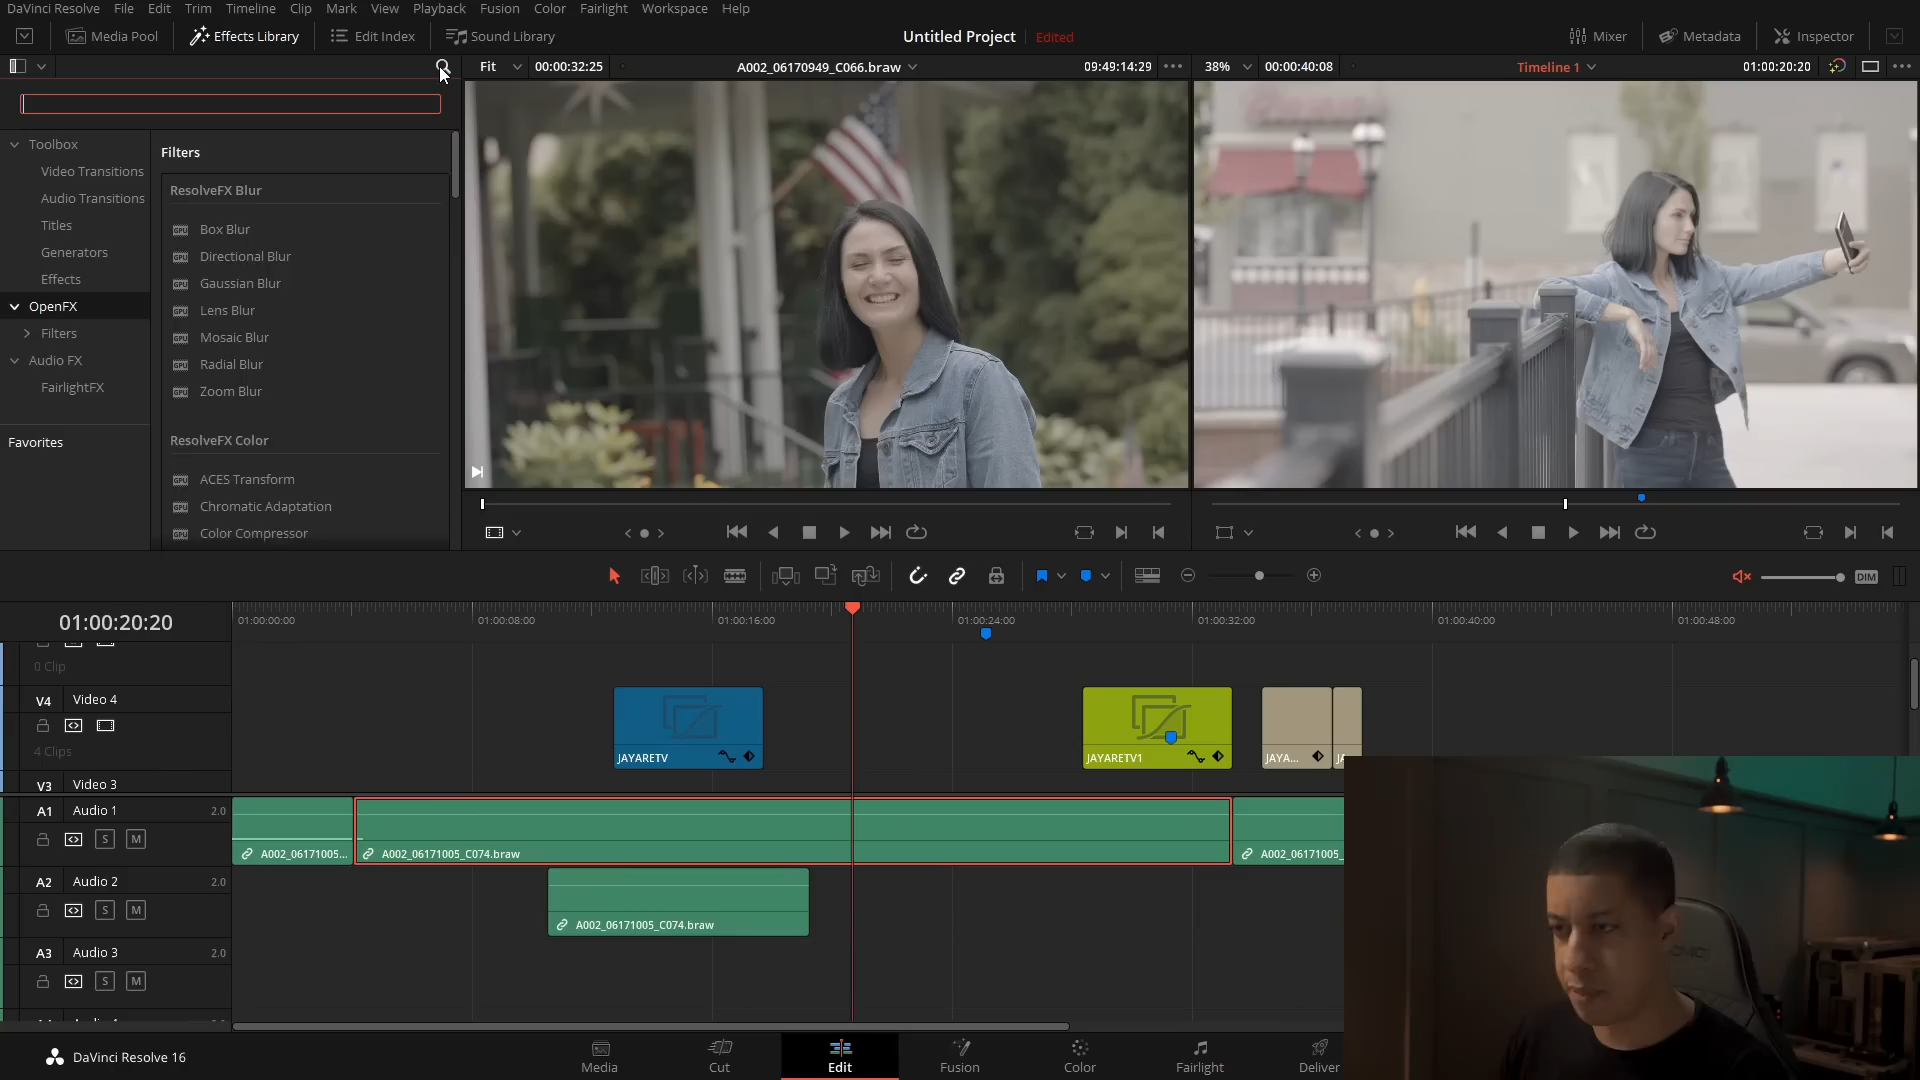 DaVinci Resolve File Edit Trim Timeline Clip Mark View Playback Fusion Color Fairlight Workspace Help
Media Pool Effects Library Edit Index Sound Library Untitled Project Edited Mixer Metadata Inspector
Fit 00:00:32:25 A002_06170949_C066.braw 09:49:14:29 38% 00:00:40:08 Timeline 1 01:00:20:20
Toolbox
Video Transitions
Audio Transitions
Titles
Generators
Effects
OpenFX
Filters
Audio FX
FairlightFX
Favorites
Filters
ResolveFX Blur
Box Blur
Directional Blur
Gaussian Blur
Lens Blur
Mosaic Blur
Radial Blur
Zoom Blur
ResolveFX Color
ACES Transform
Chromatic Adaptation
Color Compressor
DIM
01:00:20:20
01:00:00:00 01:00:08:00 01:00:16:00 01:00:24:00 01:00:32:00 01:00:40:00 01:00:48:00
0 Clip
V4 Video 4
4 Clips
JAYARETV JAYARETV1 JAYA... JA
V3 Video 3
A1 Audio 1 2.0
S M
A002_06171005... A002_06171005_C074.braw A002_06171005_
A2 Audio 2 2.0
S M
A002_06171005_C074.braw
A3 Audio 3 2.0
S M
DaVinci Resolve 16
Media Cut Edit Fusion Color Fairlight Deliver